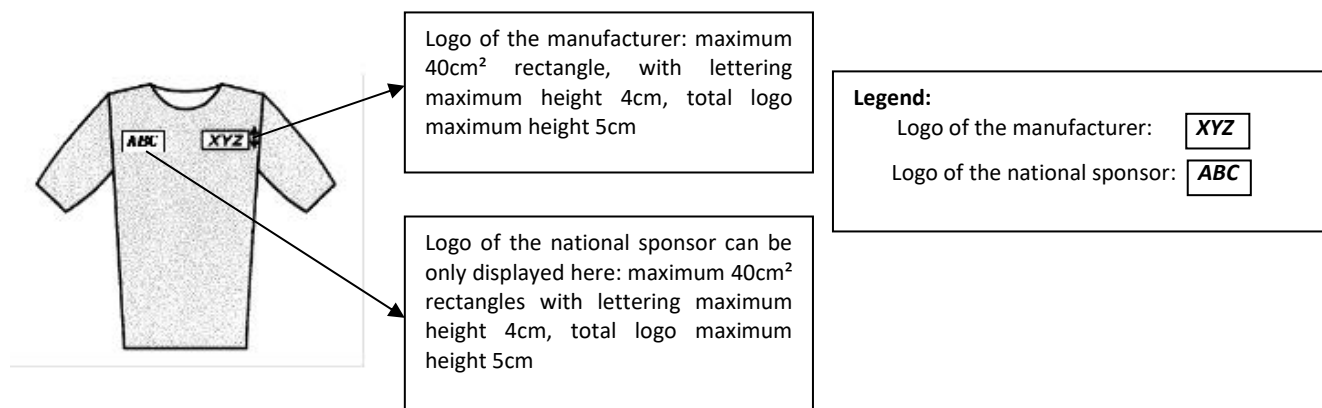 Logo of the manufacturer: maximum
40cm² rectangle, with lettering
maximum height 4cm, total logo
maximum height 5cm
Legend:
Logo of the manufacturer: XYZ
Logo of the national sponsor: ABC
ABC XYZ
Logo of the national sponsor can be
only displayed here: maximum 40cm²
rectangles with lettering maximum
height 4cm, total logo maximum
height 5cm